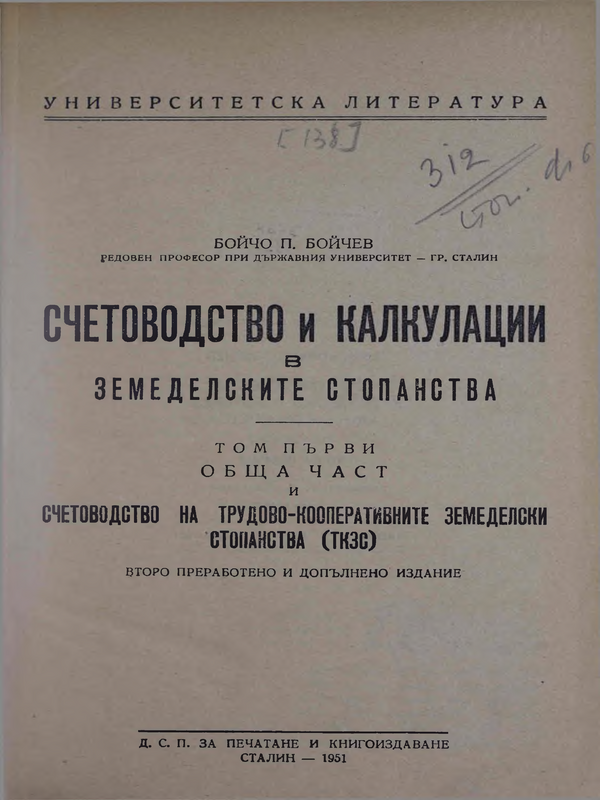 УНИВЕРСИТЕТСКА ЛИТЕРАТУРА
[138]
312
БОЙЧО П. БОЙЧЕВ
РЕДОВЕН ПРОФЕСОР ПРИ ДЪРЖАВНИЯ УНИВЕРСИТЕТ — ГР. СТАЛИН
СЧЕТОВОДСТВО и КАЛКУЛАЦИИ
В
ЗЕМЕДЕЛСКИТЕ СТОПАНСТВА
ТОМ ПЪРВИ
ОБЩА ЧАСТ
И
СЧЕТОВОДСТВО НА ТРУДОВО-КООПЕРАТИВНИТЕ ЗЕМЕДЕЛСКИ
СТОПАНСТВА (ТКЗС)
ВТОРО ПРЕРАБОТЕНО И ДОПЪЛНЕНО ИЗДАНИЕ
Д. С. П. ЗА ПЕЧАТАНЕ И КНИГОИЗДАВАНЕ
СТАЛИН — 1951